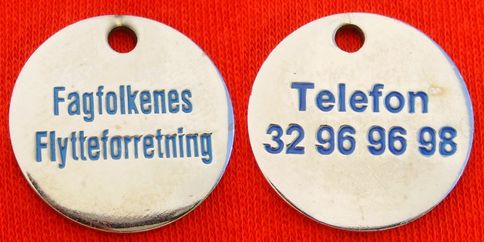 Fagfolkenes
Flytteforretning
Telefon
32 96 96 98